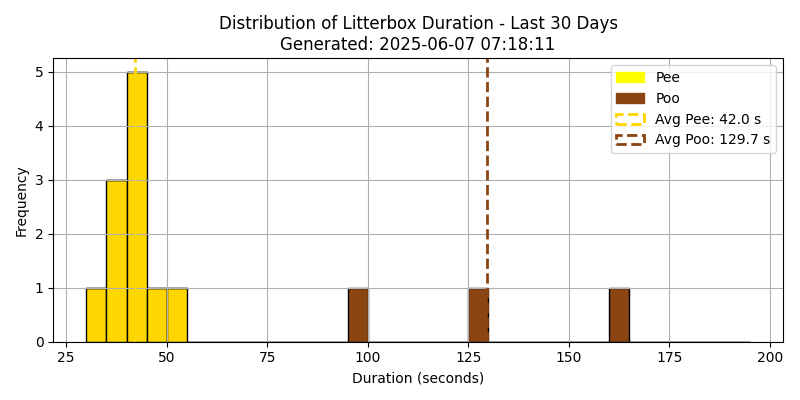 Distribution of Litterbox Duration - Last 30 Days
Generated: 2025-06-07 07:18:11
Pee
Poo
Avg Pee: 42.0 s
Avg Poo: 129.7 s
Frequency
5
4
3
2
1
0
25 50 75 100 125 150 175 200
Duration (seconds)